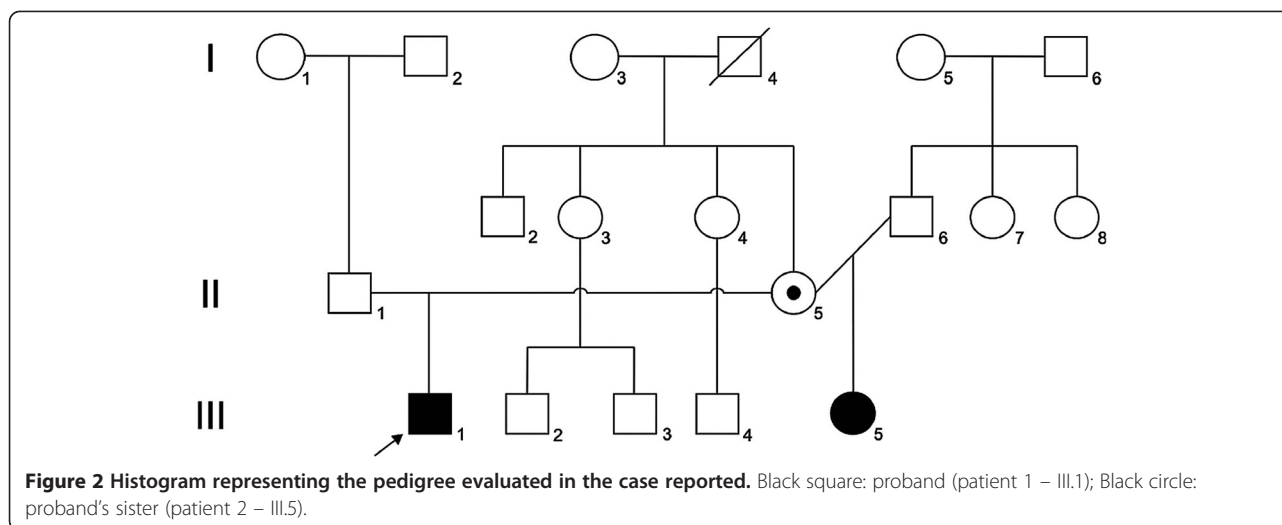 I 1 2 3 4 5 6
2 3 4 6 7 8
II 1 5
III 1 2 3 4 5
Figure 2 Histogram representing the pedigree evaluated in the case reported. Black square: proband (patient 1 – III.1); Black circle:
proband's sister (patient 2 – III.5).